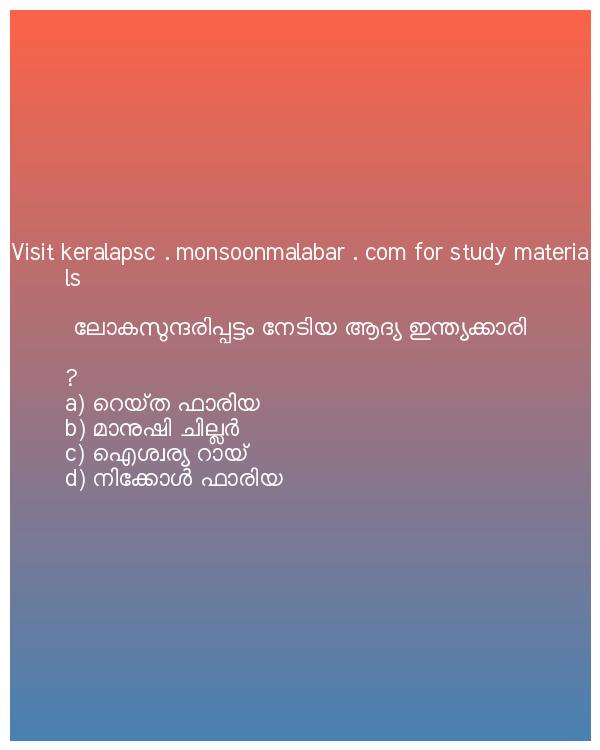 Visit keralapsc . monsoonmalabar . com for study materia
ls
ലോകസുന്ദരിപ്പട്ടം നേടിയ ആദ്യ ഇന്ത്യക്കാരി
?
a) റെയ്ത ഫാരിയ
b) മാനുഷി ചില്ലർ
c) ഐശ്വര്യ റായ്
d) നിക്കോൾ ഫാരിയ